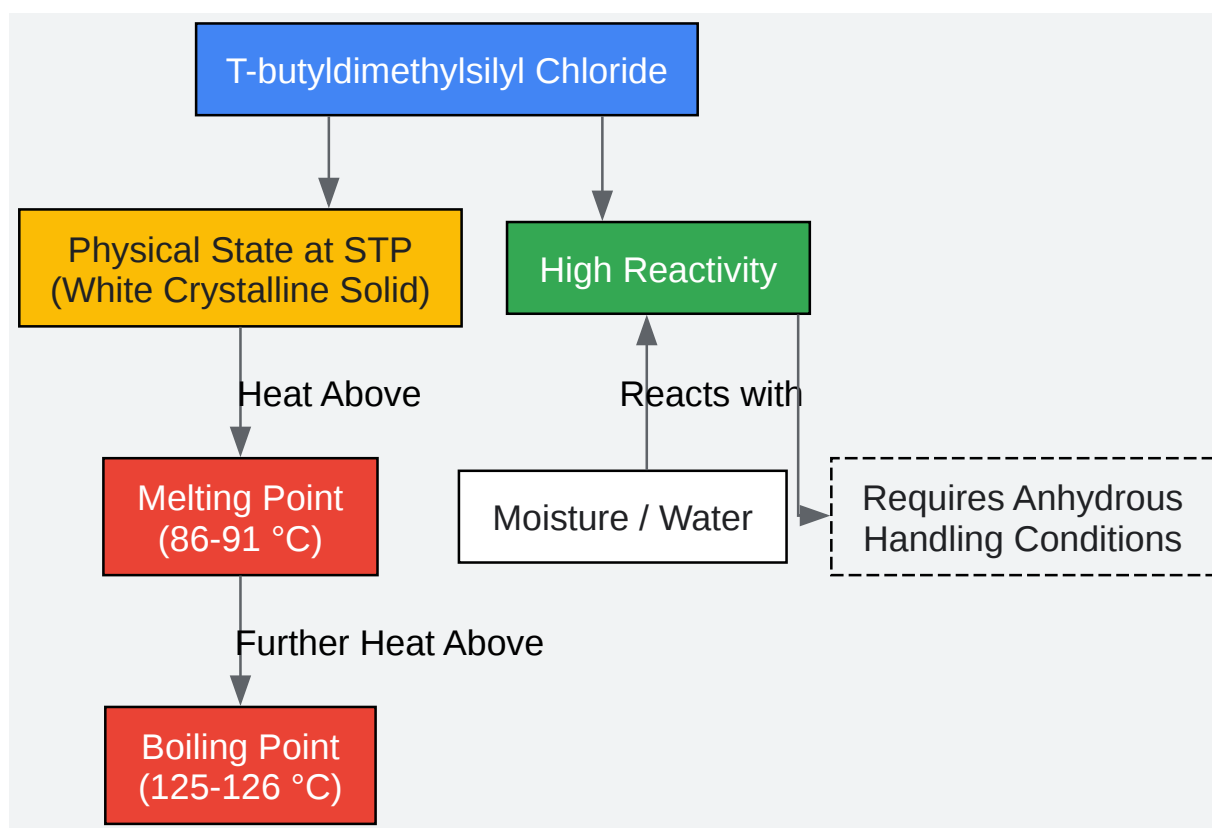 T-butyldimethylsilyl Chloride
Physical State at STP
(White Crystalline Solid)
High Reactivity
Heat Above
Reacts with
Melting Point
(86-91 °C)
Moisture / Water
Requires Anhydrous
Handling Conditions
Further Heat Above
Boiling Point
(125-126 °C)